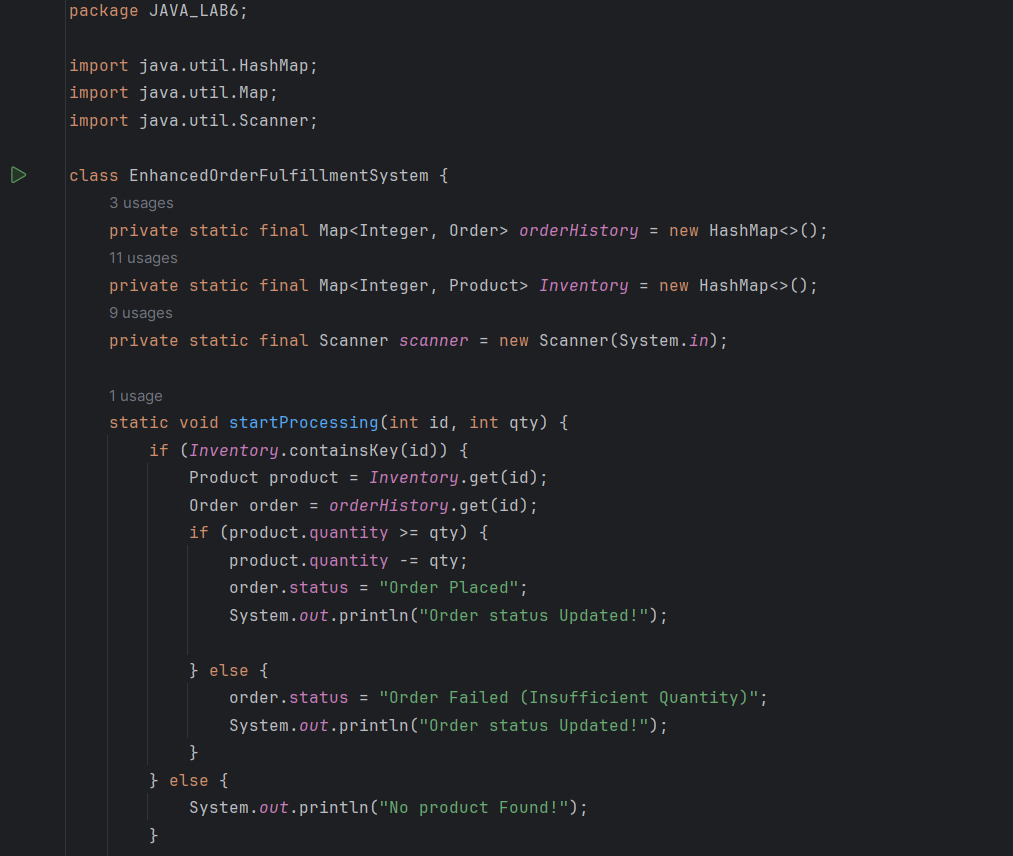 package JAVA_LAB6;
import java.util.HashMap;
import java.util.Map;
import java.util.Scanner;
class EnhancedOrderFulfillmentSystem {
3 usages
private static final Map<Integer, Order> orderHistory = new HashMap<>();
11 usages
private static final Map<Integer, Product> Inventory = new HashMap<>();
9 usages
private static final Scanner scanner = new Scanner(System.in);
1 usage
static void startProcessing(int id, int qty) {
if (Inventory.containsKey(id)) {
Product product = Inventory.get(id);
Order order = orderHistory.get(id);
if (product.quantity >= qty) {
product.quantity -= qty;
order.status = "Order Placed";
System.out.println("Order status Updated!");
} else {
order.status = "Order Failed (Insufficient Quantity)";
System.out.println("Order status Updated!");
}
} else {
System.out.println("No product Found!");
}